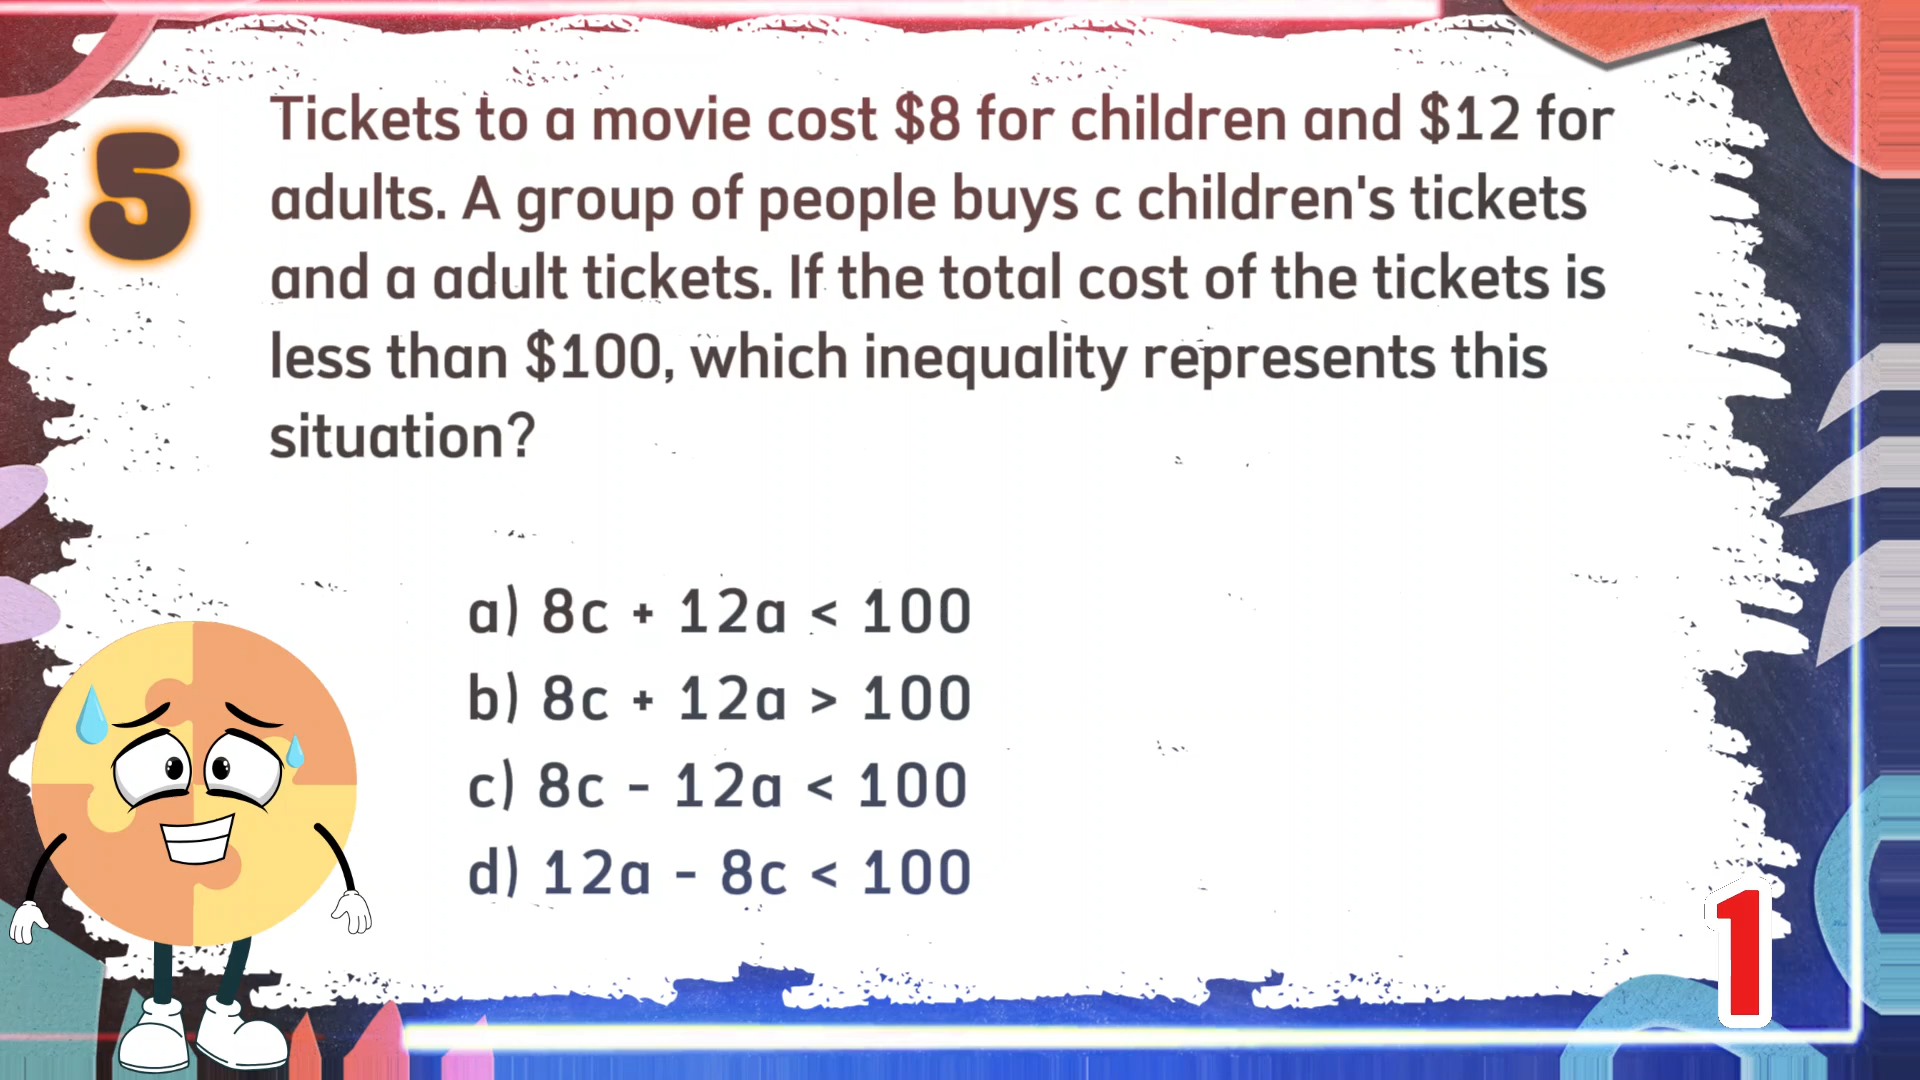 5
Tickets to a movie cost $8 for children and $12 for
adults. A group of people buys c children's tickets
and a adult tickets. If the total cost of the tickets is
less than $100, which inequality represents this
situation?
a) 8c + 12a < 100
b) 8c + 12a > 100
c) 8c - 12a < 100
d) 12a - 8c < 100
1